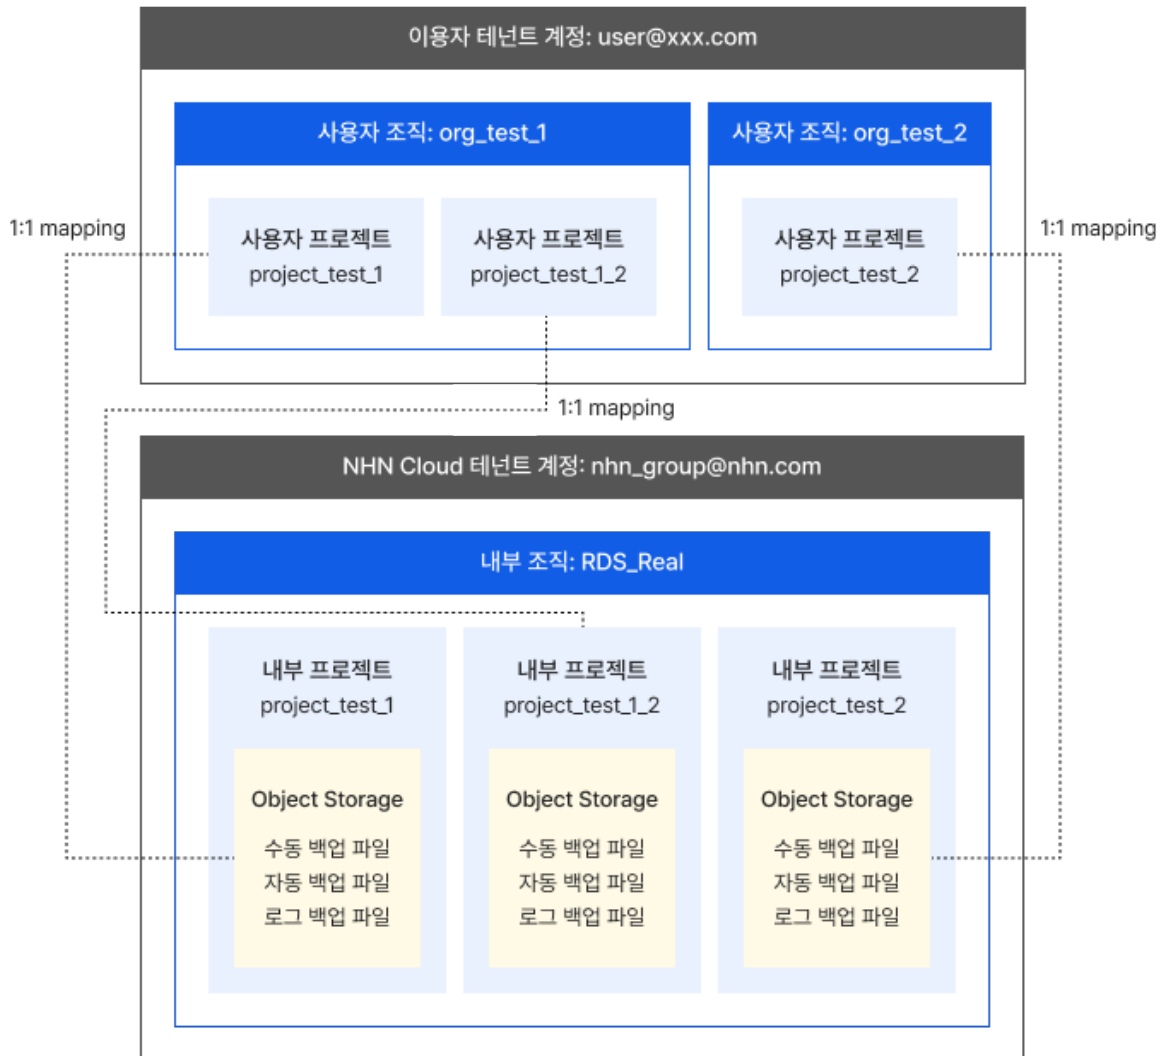 이용자 테넌트 계정: user@xxx.com
사용자 조직: org_test_1
사용자 조직: org_test_2
1:1 mapping
사용자 프로젝트
project_test_1
사용자 프로젝트
project_test_1_2
사용자 프로젝트
project_test_2
1:1 mapping
1:1 mapping
NHN Cloud 테넌트 계정: nhn_group@nhn.com
내부 조직: RDS_Real
내부 프로젝트
project_test_1
내부 프로젝트
project_test_1_2
내부 프로젝트
project_test_2
Object Storage
수동 백업 파일
자동 백업 파일
로그 백업 파일
Object Storage
수동 백업 파일
자동 백업 파일
로그 백업 파일
Object Storage
수동 백업 파일
자동 백업 파일
로그 백업 파일